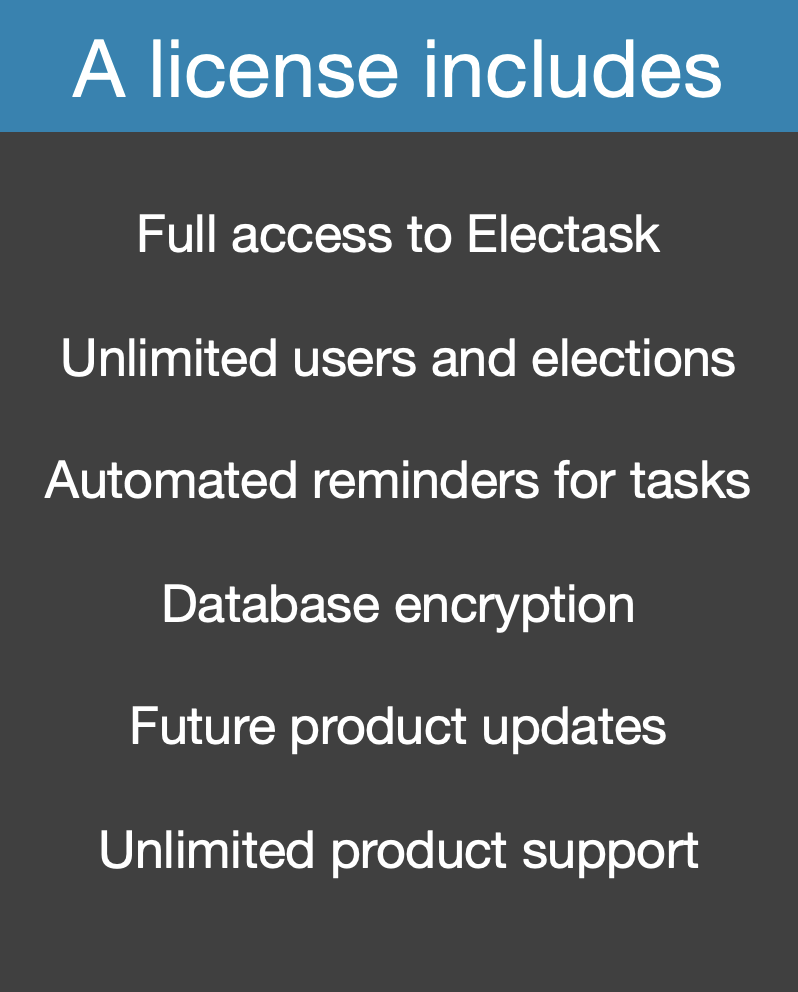 A license includes
Full access to Electask
Unlimited users and elections
Automated reminders for tasks
Database encryption
Future product updates
Unlimited product support